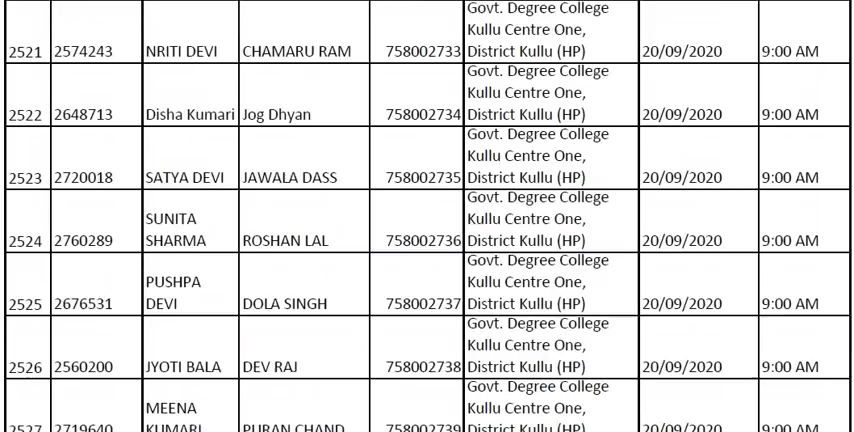 2521 2574243 NRITI DEVI CHAMARU RAM 758002733 Govt. Degree College
Kullu Centre One,
District Kullu (HP) 20/09/2020 9:00 AM
2522 2648713 Disha Kumari Jog Dhyan 758002734 Govt. Degree College
Kullu Centre One,
District Kullu (HP) 20/09/2020 9:00 AM
2523 2720018 SATYA DEVI JAWALA DASS 758002735 Govt. Degree College
Kullu Centre One,
District Kullu (HP) 20/09/2020 9:00 AM
2524 2760289 SUNITA
SHARMA ROSHAN LAL 758002736 Govt. Degree College
Kullu Centre One,
District Kullu (HP) 20/09/2020 9:00 AM
2525 2676531 PUSHPA
DEVI DOLA SINGH 758002737 Govt. Degree College
Kullu Centre One,
District Kullu (HP) 20/09/2020 9:00 AM
2526 2560200 JYOTI BALA DEV RAJ 758002738 Govt. Degree College
Kullu Centre One,
District Kullu (HP) 20/09/2020 9:00 AM
2527 2719640 MEENA
KUMARI PURAN CHAND 758002739 Govt. Degree College
Kullu Centre One,
District Kullu (HP) 20/09/2020 9:00 AM